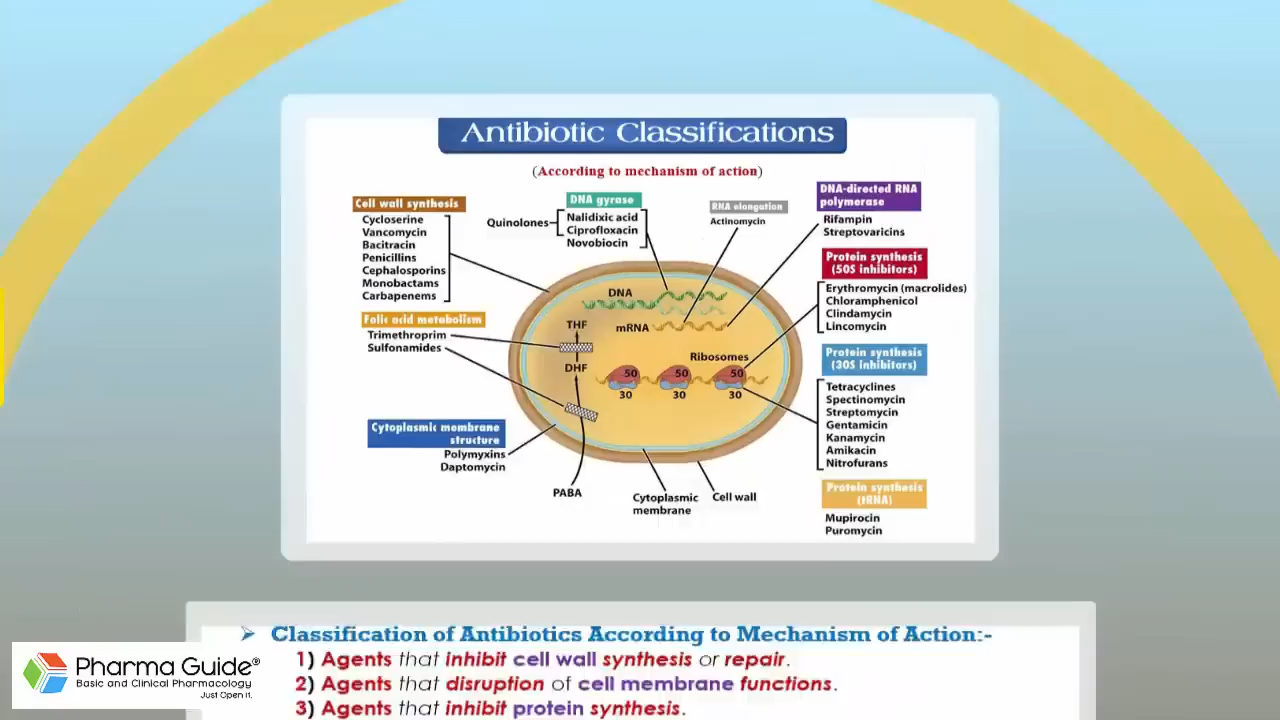 Antibiotic Classifications
(According to mechanism of action)
Cell wall synthesis
Cycloserine
Vancomycin
Bacitracin
Penicillins
Cephalosporins
Monobactams
Carbapenems
DNA gyrase
Quinolones
Nalidixic acid
Ciprofloxacin
Novobiocin
RNA elongation
Actinomycin
DNA-directed RNA
polymerase
Rifampin
Streptovaricins
Protein synthesis
(50S inhibitors)
Erythromycin (macrolides)
Chloramphenicol
Clindamycin
Lincomycin
Folic acid metabolism
Trimethroprim
Sulfonamides
DNA
THF
mRNA
DHF
Ribosomes
50
50
50
30
30
30
Protein synthesis
(30S inhibitors)
Tetracyclines
Spectinomycin
Streptomycin
Gentamicin
Kanamycin
Amikacin
Nitrofurans
Cytoplasmic membrane
structure
Polymyxins
Daptomycin
PABA
Cytoplasmic
membrane
Cell wall
Protein synthesis
(tRNA)
Mupirocin
Puromycin
➢ Classification of Antibiotics According to Mechanism of Action:-
1) Agents that inhibit cell wall synthesis or repair.
2) Agents that disruption of cell membrane functions.
3) Agents that inhibit protein synthesis.
Pharma Guide®
Basic and Clinical Pharmacology
Just Open it.